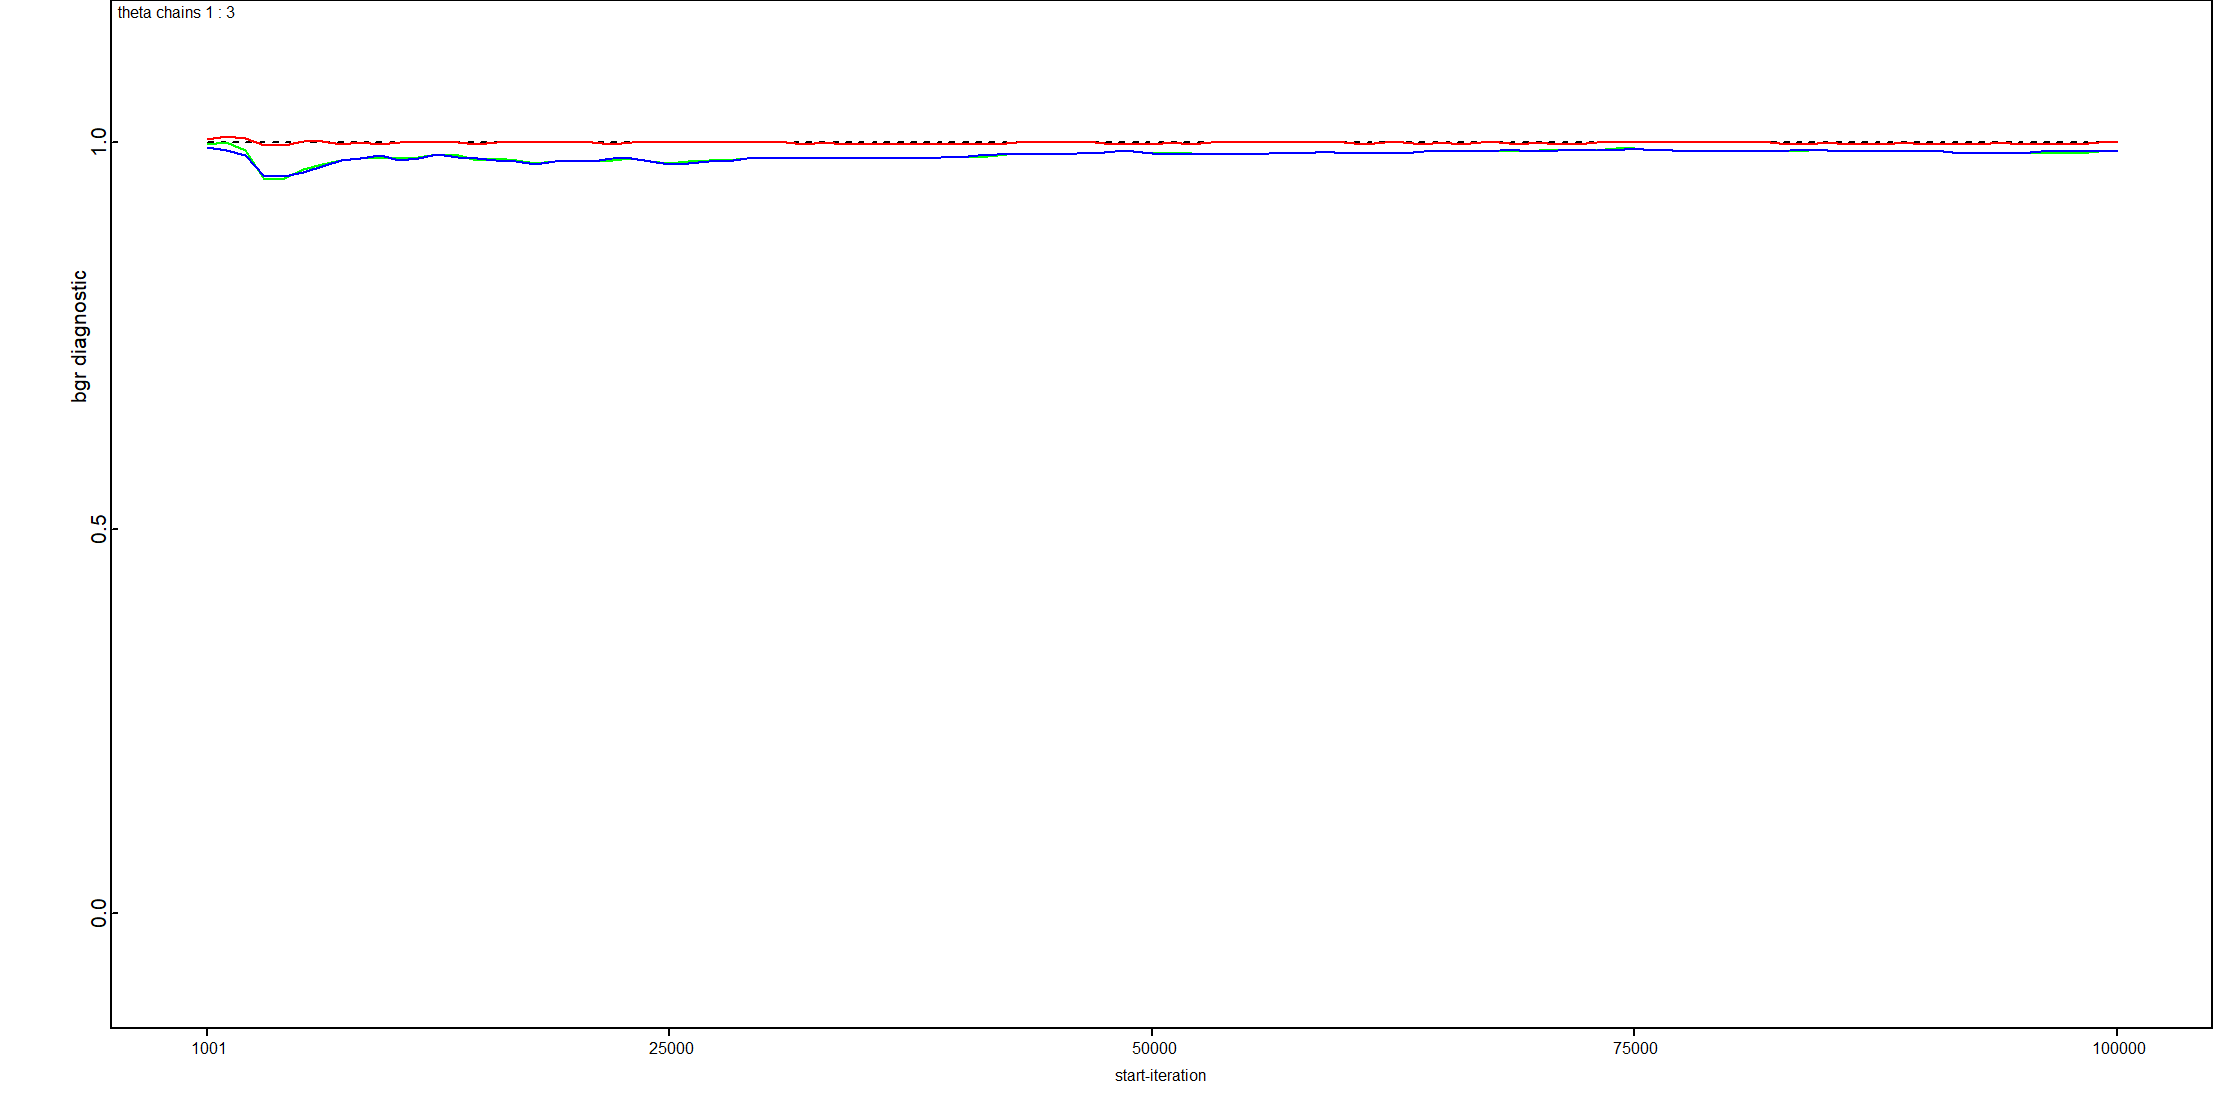 theta chains 1 : 3
bgr diagnostic
1.0
0.5
0.0
1001 25000 50000 75000 100000
start-iteration